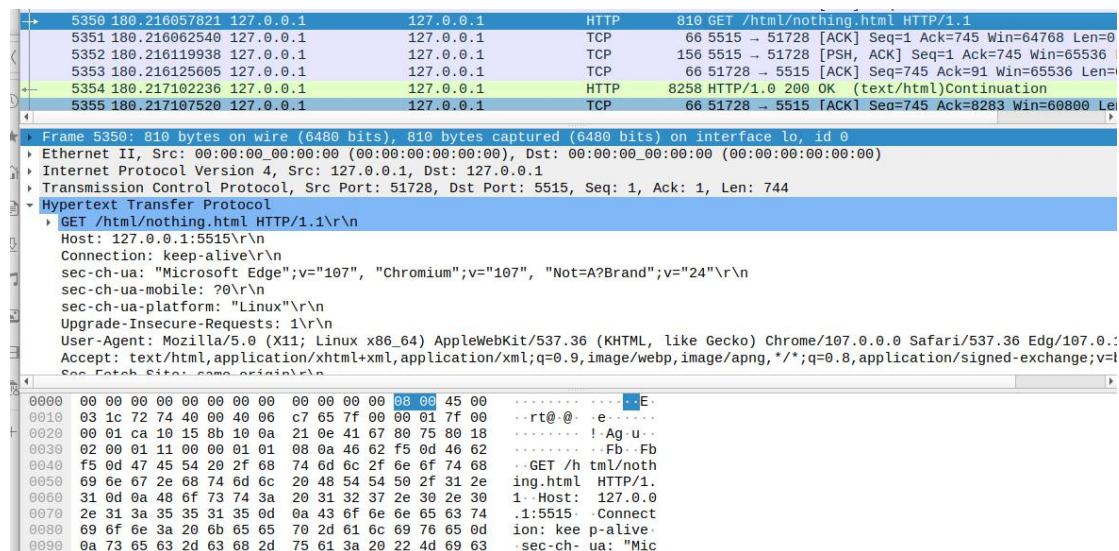 5350 180.216057821 127.0.0.1 127.0.0.1 HTTP 810 GET /html/nothing.html HTTP/1.1
5351 180.216062540 127.0.0.1 127.0.0.1 TCP 66 5515 → 51728 [ACK] Seq=1 Ack=745 Win=64768 Len=0
5352 180.216119938 127.0.0.1 127.0.0.1 TCP 156 5515 → 51728 [PSH, ACK] Seq=1 Ack=745 Win=65536
5353 180.216125605 127.0.0.1 127.0.0.1 TCP 66 51728 → 5515 [ACK] Seq=745 Ack=91 Win=65536 Len=
5354 180.217102236 127.0.0.1 127.0.0.1 HTTP 8258 HTTP/1.0 200 OK (text/html)Continuation
5355 180.217107520 127.0.0.1 127.0.0.1 TCP 66 51728 → 5515 [ACK] Seq=745 Ack=8283 Win=60800 Le
Frame 5350: 810 bytes on wire (6480 bits), 810 bytes captured (6480 bits) on interface lo, id 0
Ethernet II, Src: 00:00:00_00:00:00 (00:00:00:00:00:00), Dst: 00:00:00_00:00:00 (00:00:00:00:00:00)
Internet Protocol Version 4, Src: 127.0.0.1, Dst: 127.0.0.1
Transmission Control Protocol, Src Port: 51728, Dst Port: 5515, Seq: 1, Ack: 1, Len: 744
Hypertext Transfer Protocol
GET /html/nothing.html HTTP/1.1\r\n
Host: 127.0.0.1:5515\r\n
Connection: keep-alive\r\n
sec-ch-ua: "Microsoft Edge";v="107", "Chromium";v="107", "Not=A?Brand";v="24"\r\n
sec-ch-ua-mobile: ?0\r\n
sec-ch-ua-platform: "Linux"\r\n
Upgrade-Insecure-Requests: 1\r\n
User-Agent: Mozilla/5.0 (X11; Linux x86_64) AppleWebKit/537.36 (KHTML, like Gecko) Chrome/107.0.0.0 Safari/537.36 Edg/107.0.1
Accept: text/html,application/xhtml+xml,application/xml;q=0.9,image/webp,image/apng,*/*;q=0.8,application/signed-exchange;v=b
Sec-Fetch-Site: same-origin\r\n
0000 00 00 00 00 00 00 00 00 00 00 00 00 08 00 45 00 ········ ······E·
0010 03 1c 72 74 40 00 40 06 c7 65 7f 00 00 01 7f 00 ··rt@·@· ·e······
0020 00 01 ca 10 15 8b 10 0a 21 0e 41 67 80 75 80 18 ········ !·Ag·u··
0030 02 00 01 11 00 00 01 01 08 0a 46 62 f5 0d 46 62 ········ ··Fb··Fb
0040 f5 0d 47 45 54 20 2f 68 74 6d 6c 2f 6e 6f 74 68 ··GET /h tml/noth
0050 69 6e 67 2e 68 74 6d 6c 20 48 54 54 50 2f 31 2e ing.html HTTP/1.
0060 31 0d 0a 48 6f 73 74 3a 20 31 32 37 2e 30 2e 30 1··Host: 127.0.0
0070 2e 31 3a 35 35 31 35 0d 0a 43 6f 6e 6e 65 63 74 .1:5515· ·Connect
0080 69 6f 6e 3a 20 6b 65 65 70 2d 61 6c 69 76 65 0d ion: kee p-alive·
0090 0a 73 65 63 2d 63 68 2d 75 61 3a 20 22 4d 69 63 ·sec-ch- ua: "Mic